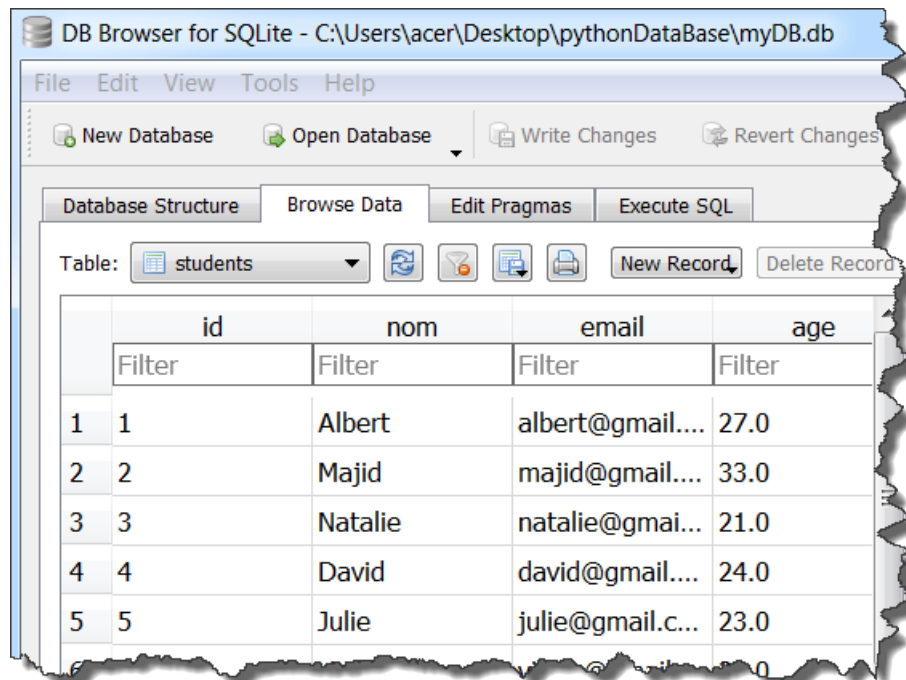 DB Browser for SQLite - C:\Users\acer\Desktop\pythonDataBase\myDB.db
File Edit View Tools Help
New Database Open Database Write Changes Revert Changes
Database Structure Browse Data Edit Pragmas Execute SQL
Table: students New Record Delete Record
id nom email age
Filter Filter Filter Filter
1 1 Albert albert@gmail.... 27.0
2 2 Majid majid@gmail.... 33.0
3 3 Natalie natalie@gmai... 21.0
4 4 David david@gmail.... 24.0
5 5 Julie julie@gmail.c... 23.0